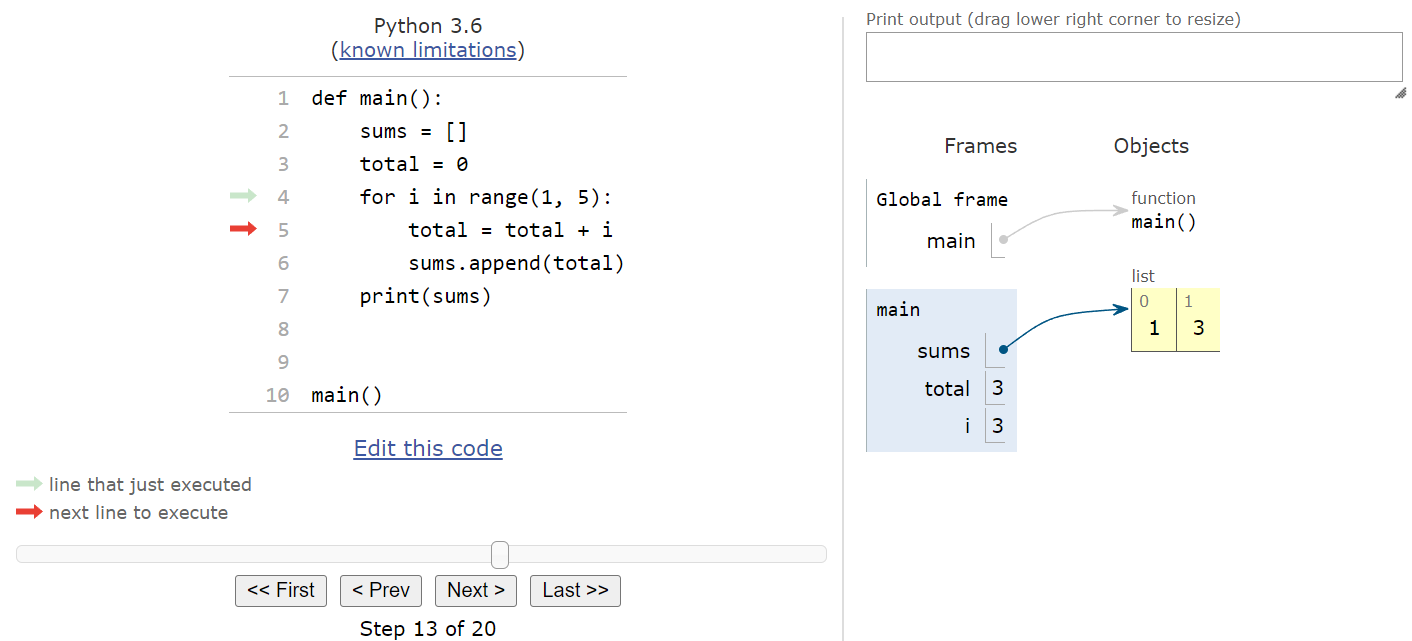 Python 3.6
(known limitations)
1 def main():
2     sums = []
3     total = 0
4     for i in range(1, 5):
5         total = total + i
6         sums.append(total)
7     print(sums)
8
9
10 main()
Edit this code
line that just executed
next line to execute
<< First < Prev Next > Last >>
Step 13 of 20
Print output (drag lower right corner to resize)
Frames Objects
Global frame
main
function
main()
list
0 1
1 3
main
sums
total 3
i 3